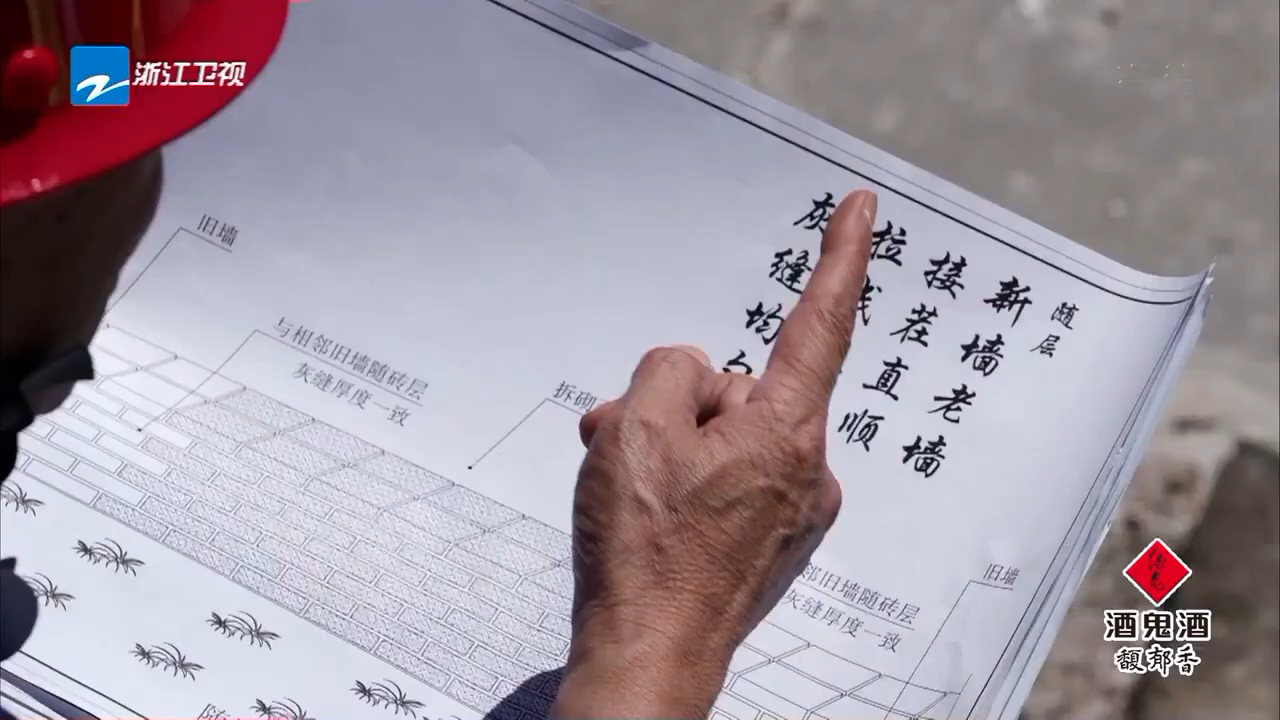 浙江卫视
随层
新墙老墙
接茬直顺
拉
灰缝均
旧墙
与相邻旧墙随砖层
灰缝厚度一致
拆砌
邻旧墙随砖层
灰缝厚度一致
旧墙
随
酒鬼酒
馥郁香